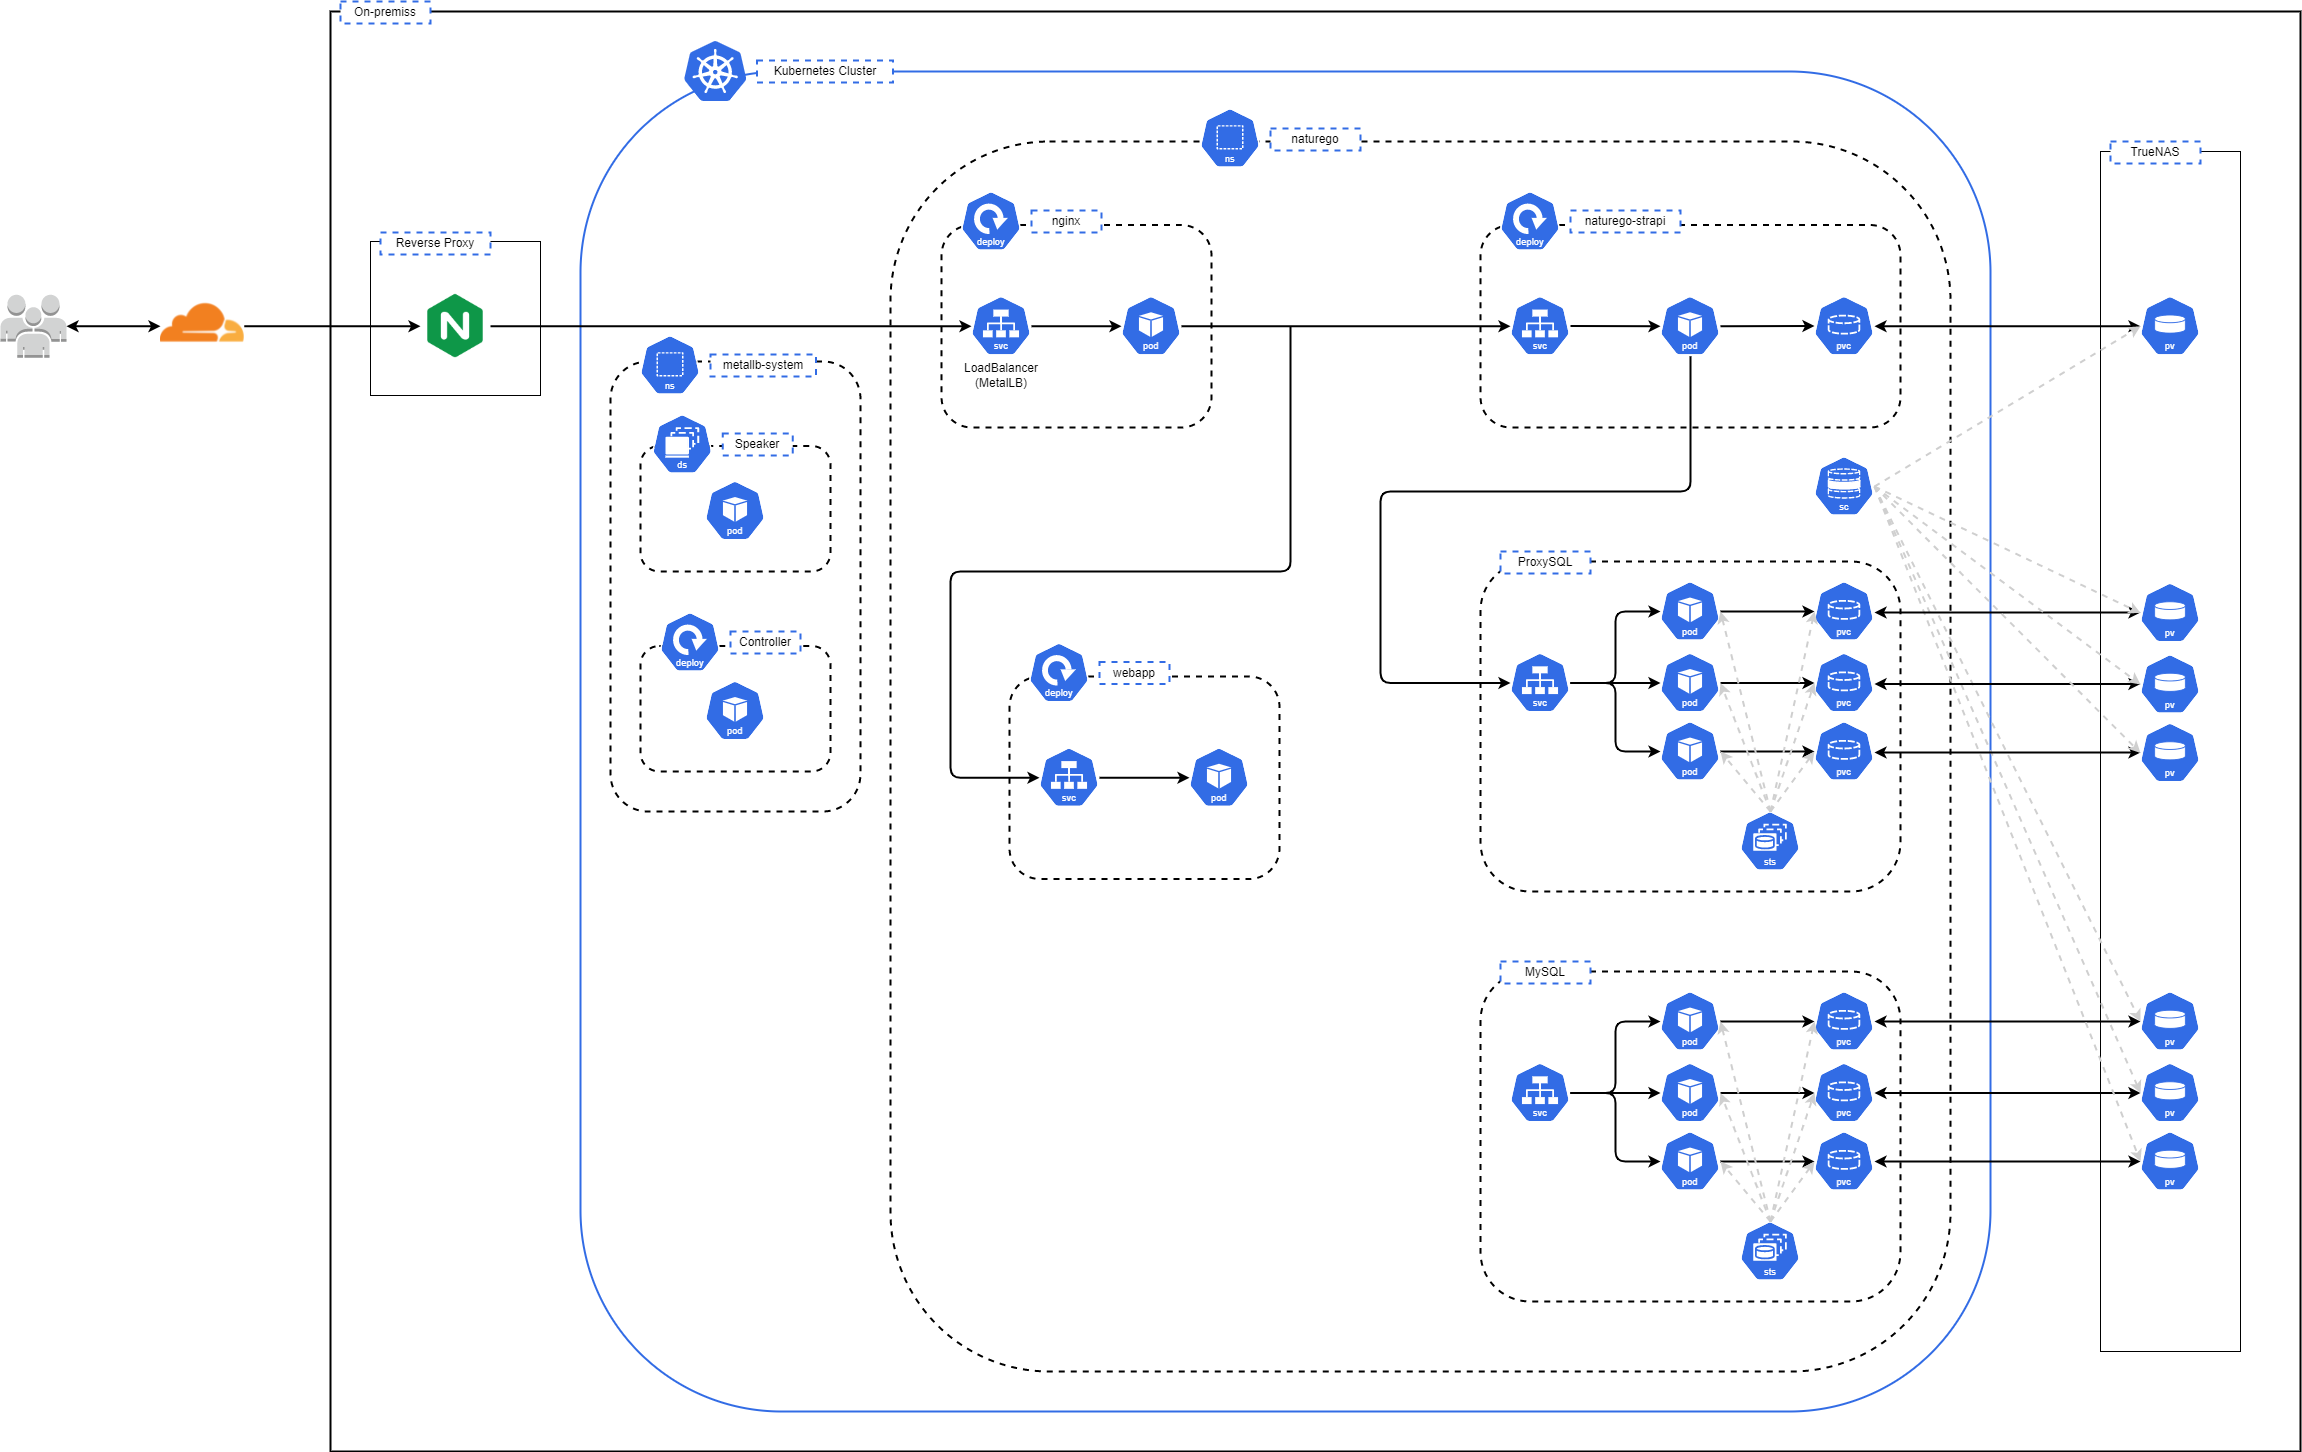 On-premiss
Kubernetes Cluster
ns
naturego
TrueNAS
deploy
nginx
deploy
naturego-strapi
Reverse Proxy
N
svc
LoadBalancer
(MetalLB)
pod
svc
pod
pvc
pv
ns
metallb-system
ds
Speaker
pod
sc
deploy
Controller
pod
deploy
webapp
svc
pod
ProxySQL
svc
pod
pvc
pv
pod
pvc
pv
pod
pvc
pv
sts
MySQL
svc
pod
pvc
pv
pod
pvc
pv
pod
pvc
pv
sts